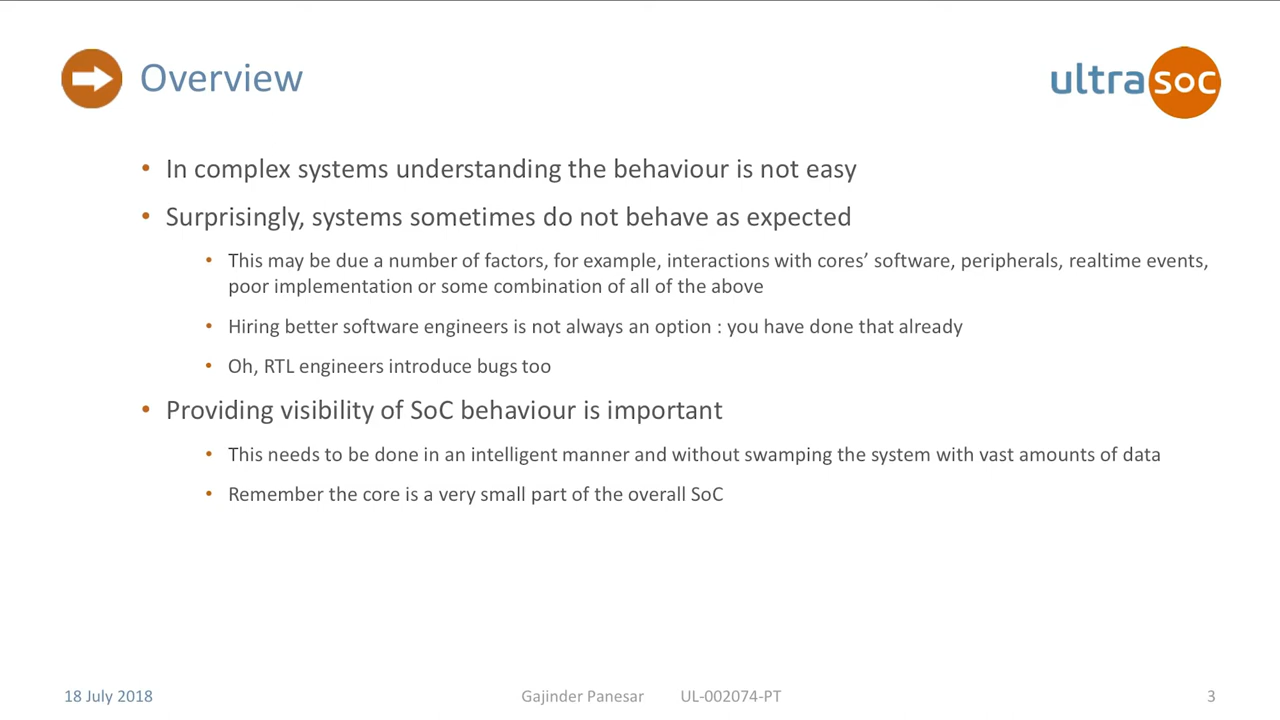 Overview
ultrasoc
• In complex systems understanding the behaviour is not easy
• Surprisingly, systems sometimes do not behave as expected
• This may be due a number of factors, for example, interactions with cores’ software, peripherals, realtime events,
poor implementation or some combination of all of the above
• Hiring better software engineers is not always an option : you have done that already
• Oh, RTL engineers introduce bugs too
• Providing visibility of SoC behaviour is important
• This needs to be done in an intelligent manner and without swamping the system with vast amounts of data
• Remember the core is a very small part of the overall SoC
18 July 2018 Gajinder Panesar UL-002074-PT 3